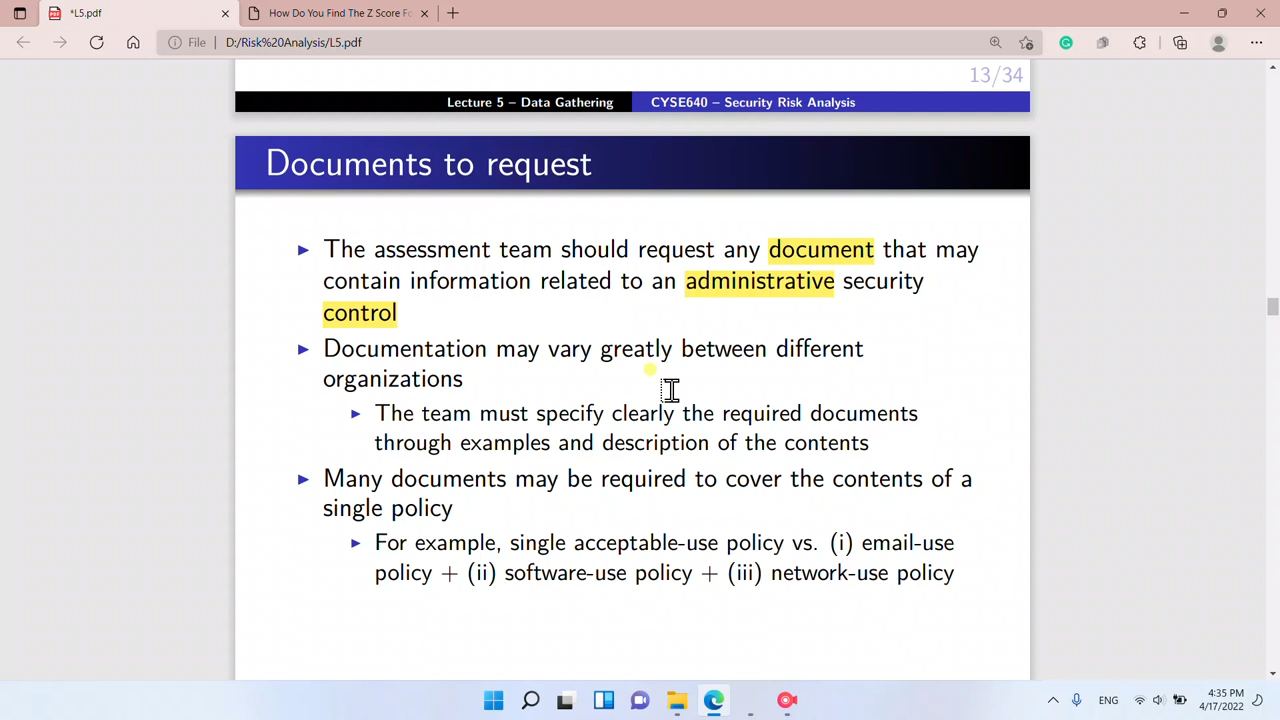 *L5.pdf
How Do You Find The Z Score Fo
File
D:/Risk%20Analysis/L5.pdf
13/34
Lecture 5 – Data Gathering
CYSE640 – Security Risk Analysis
Documents to request
The assessment team should request any document that may
contain information related to an administrative security
control
Documentation may vary greatly between different
organizations
The team must specify clearly the required documents
through examples and description of the contents
Many documents may be required to cover the contents of a
single policy
For example, single acceptable-use policy vs. (i) email-use
policy + (ii) software-use policy + (iii) network-use policy
ENG
4:35 PM
4/17/2022